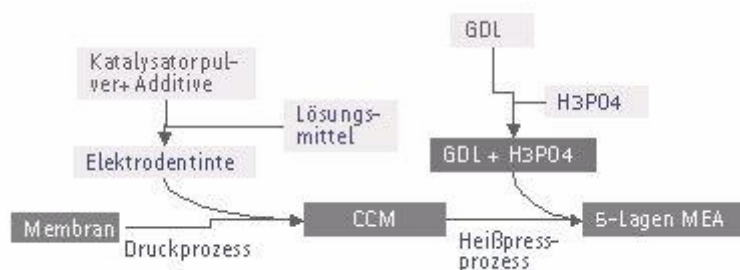 GDL
Katalysatorpul-
ver+ Additive
H3PO4
Lösungs-
mittel
Elektrodentinte
GDL + H3PO4
Membran
CCM
5-Lagen MEA
Druckprozess
Heißpress-
prozess